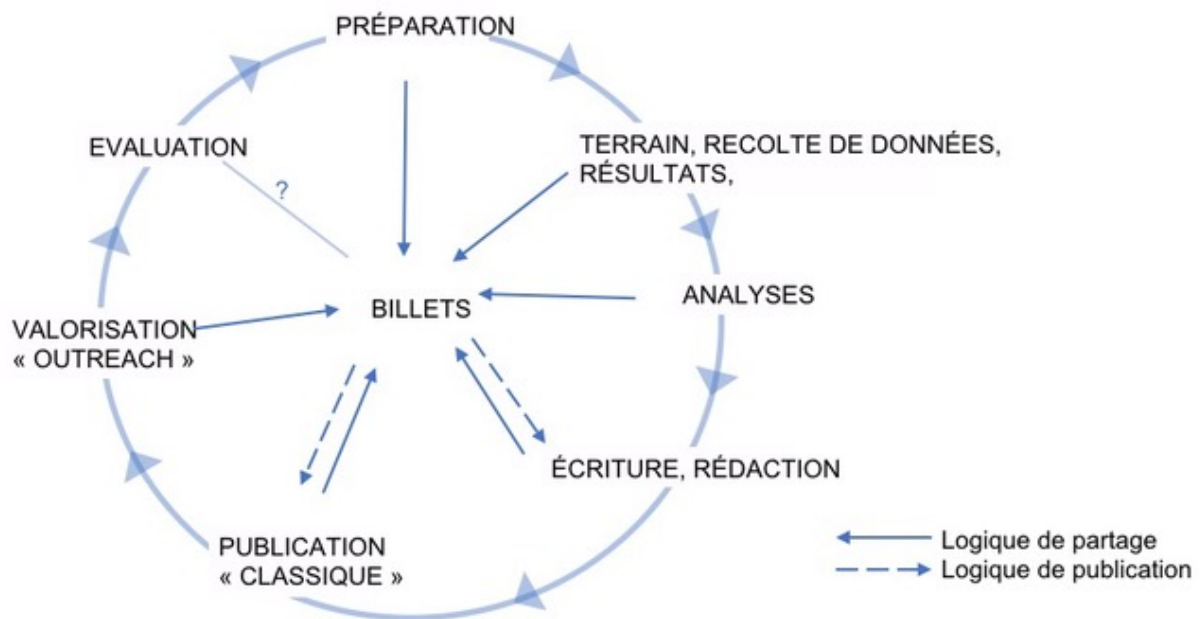 PRÉPARATION
EVALUATION
TERRAIN, RECOLTE DE DONNÉES,
RÉSULTATS,
?
ANALYSES
BILLETS
VALORISATION
« OUTREACH »
ÉCRITURE, RÉDACTION
PUBLICATION
« CLASSIQUE »
Logique de partage
Logique de publication